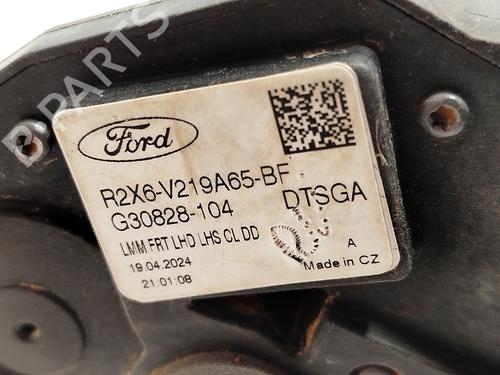 B PARTS
Ford
R2X6-V219A65-BF
G30828-104
DTSGA
LMM FRT LHD LHS CL DD
19.04.2024
21:01:08
A
Made in CZ